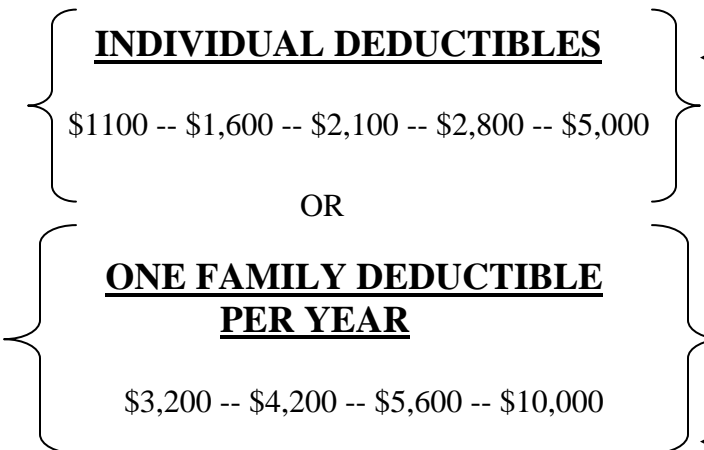 INDIVIDUAL DEDUCTIBLES
$1100 -- $1,600 -- $2,100 -- $2,800 -- $5,000
OR
ONE FAMILY DEDUCTIBLE
PER YEAR
$3,200 -- $4,200 -- $5,600 -- $10,000